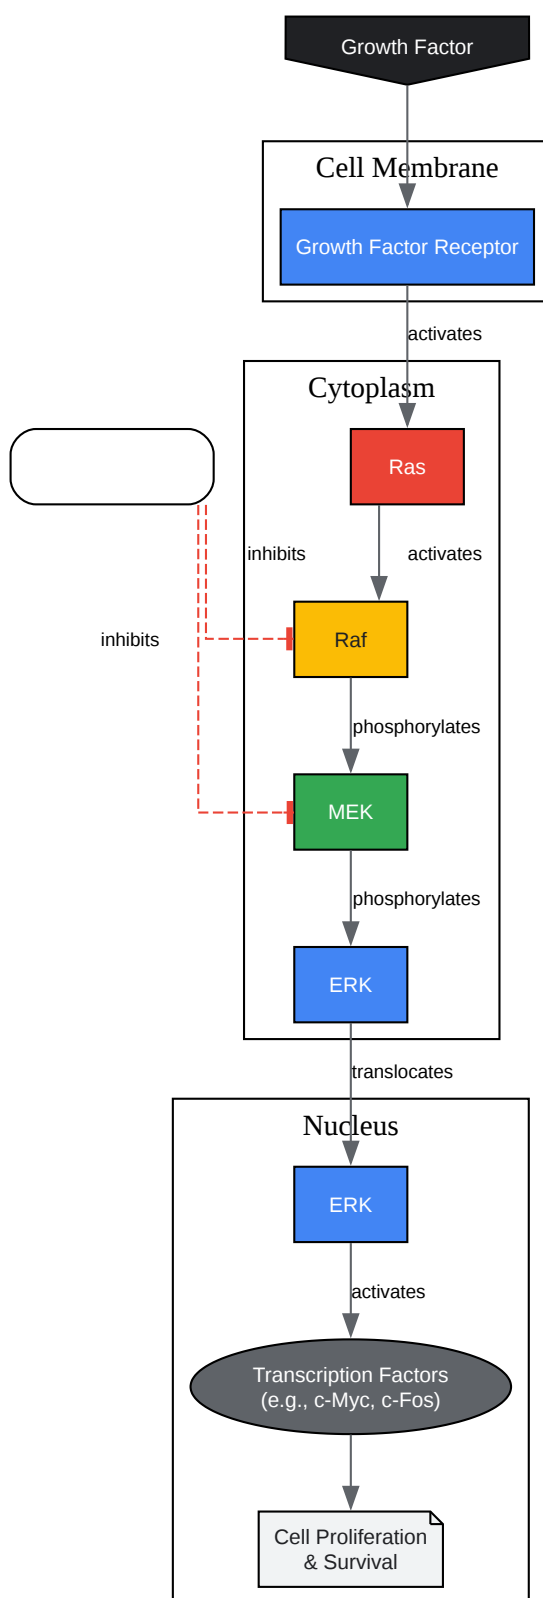 Growth Factor
Cell Membrane
Growth Factor Receptor
activates
Cytoplasm
Ras
inhibits
activates
Raf
inhibits
phosphorylates
MEK
phosphorylates
ERK
translocates
Nucleus
ERK
activates
Transcription Factors
(e.g., c-Myc, c-Fos)
Cell Proliferation
& Survival